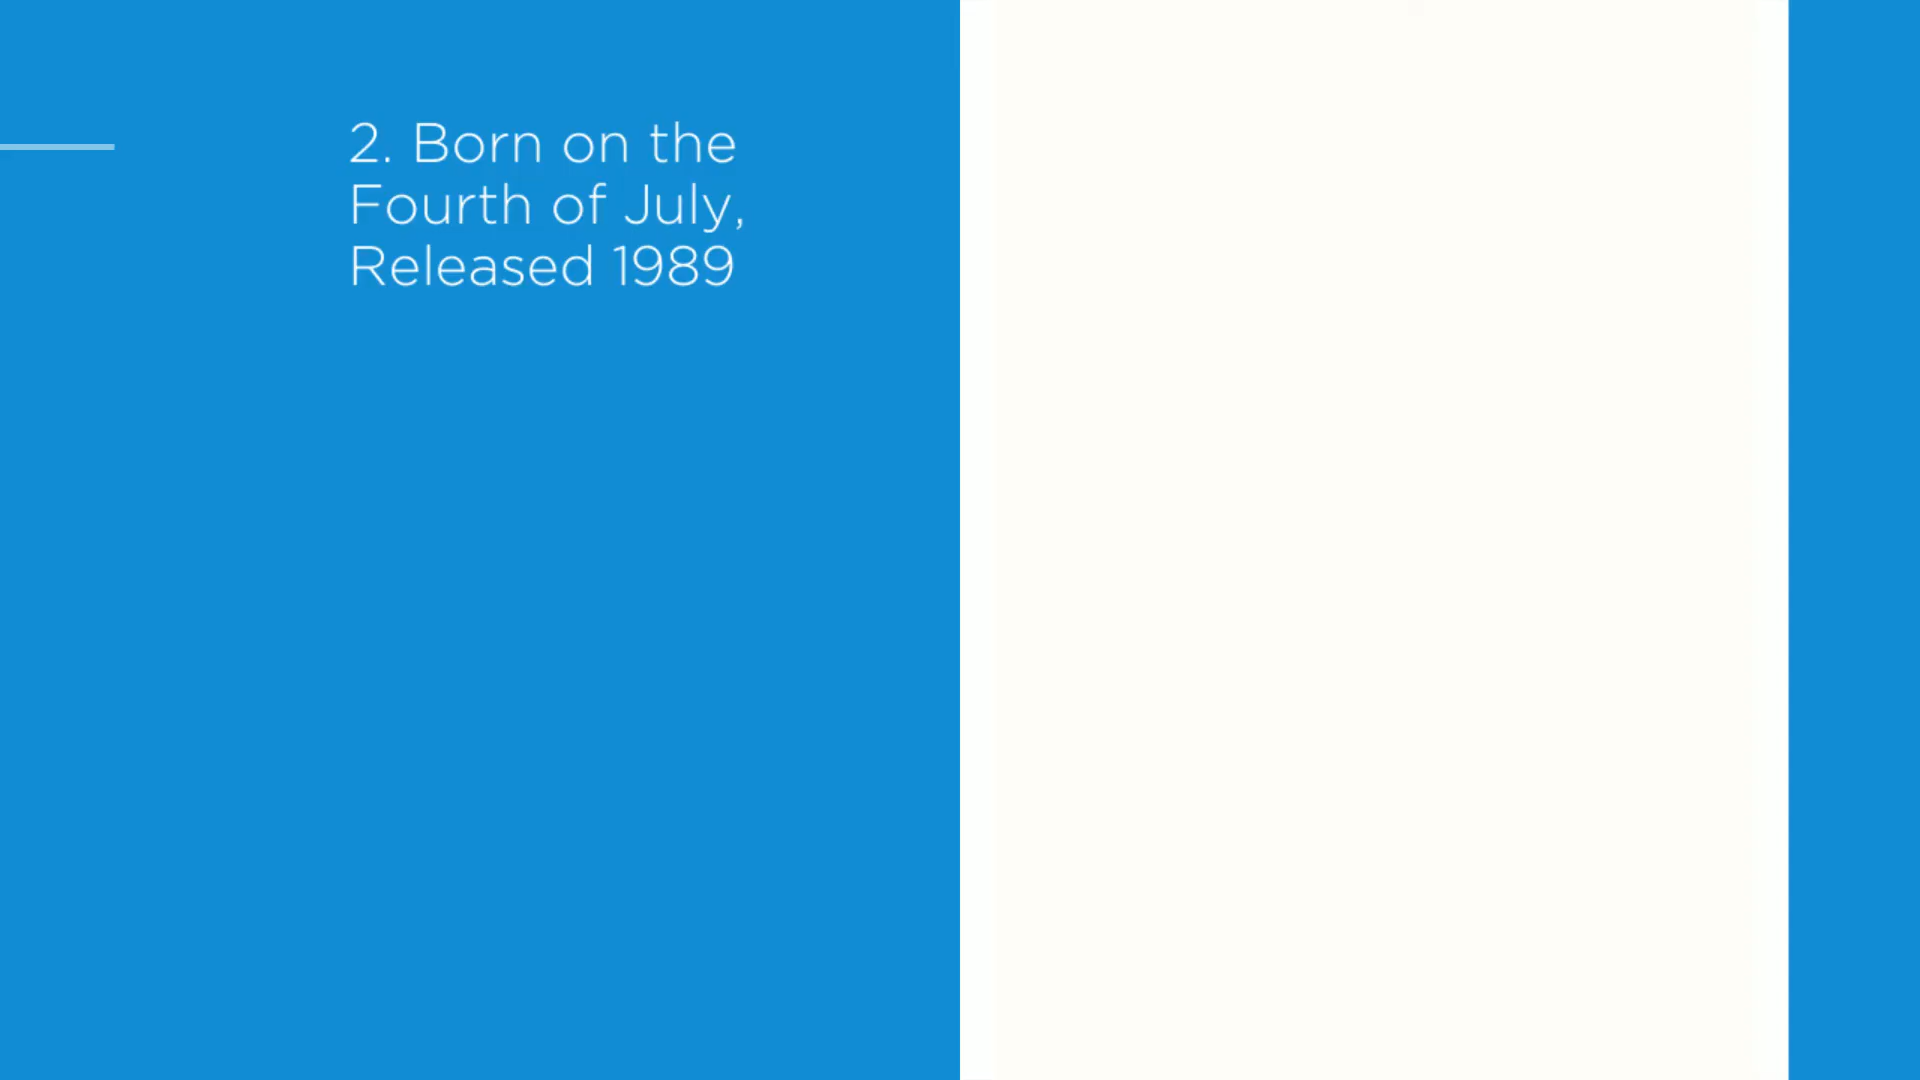 2. Born on the
Fourth of July,
Released 1989